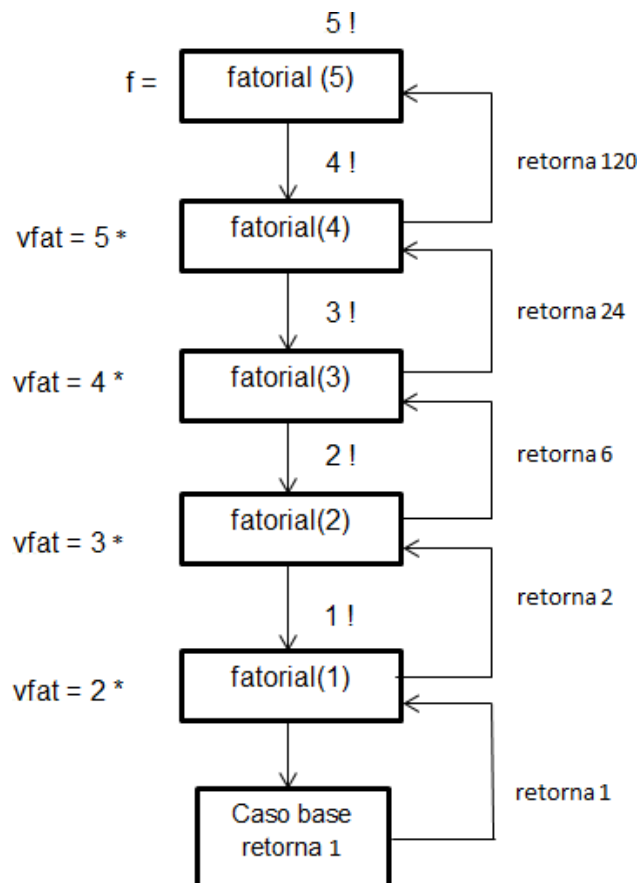 5 !
f = fatorial (5)
4 !
retorna 120
vfat = 5 * fatorial(4)
3 !
retorna 24
vfat = 4 * fatorial(3)
2 !
retorna 6
vfat = 3 * fatorial(2)
1 !
retorna 2
vfat = 2 * fatorial(1)
retorna 1
Caso base
retorna 1